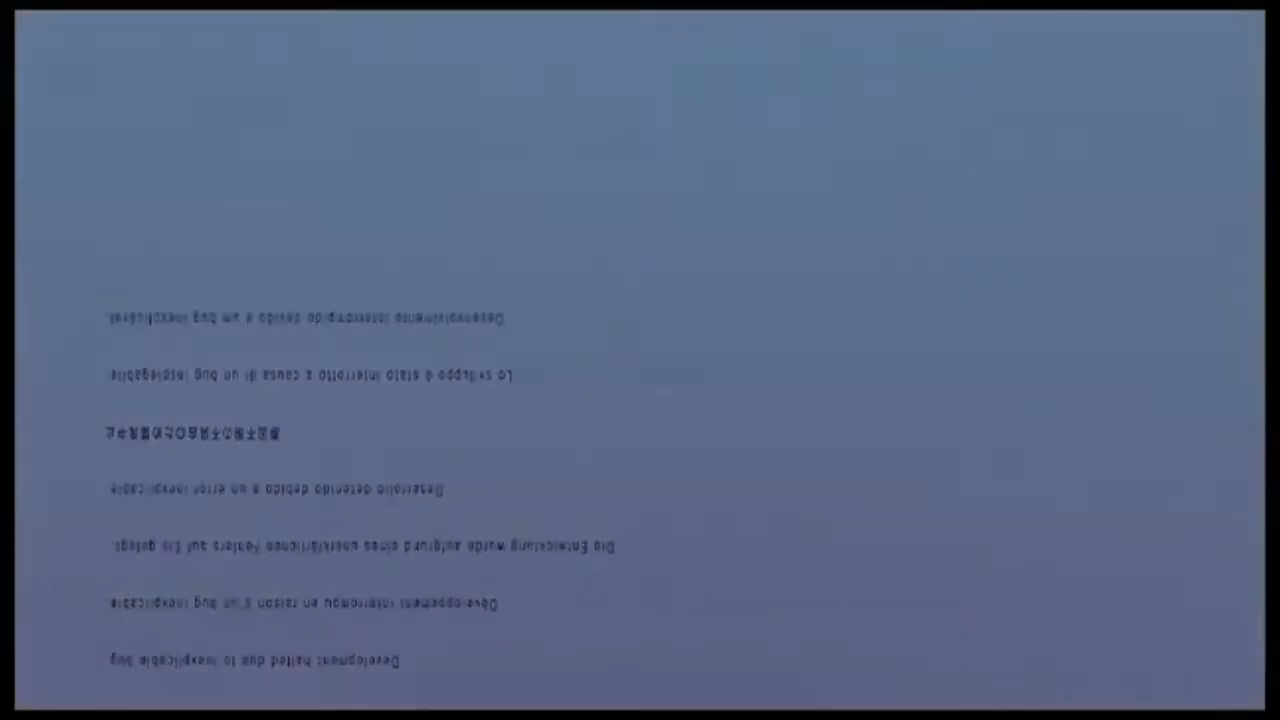 Development halted due to inexplicable bug
Développement interrompu en raison d'un bug inexplicable
Die Entwicklung wurde aufgrund eines unerklärlichen Fehlers auf Eis gelegt.
Desarrollo detenido debido a un error inexplicable
Lo sviluppo è stato interrotto a causa di un bug inspiegabile
Desenvolvimento interrompido devido a um bug inexplicável.